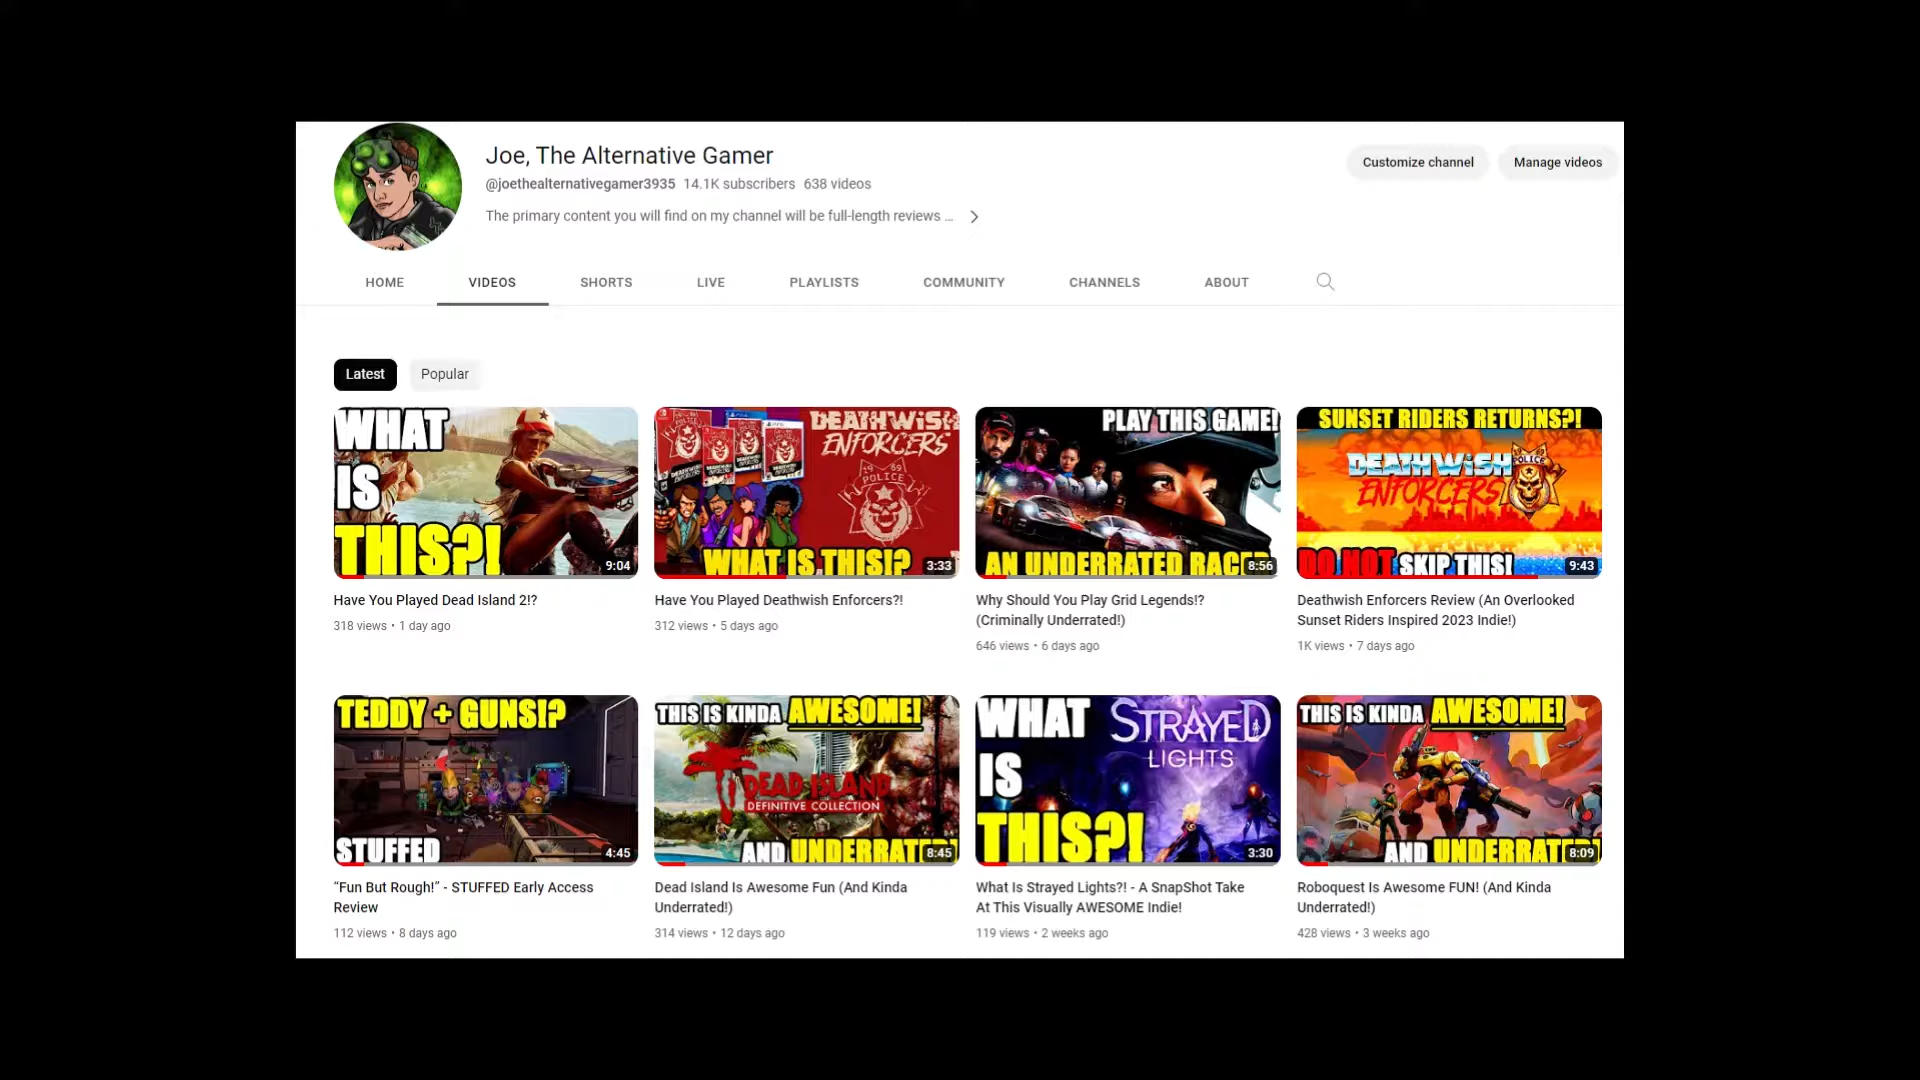 Joe, The Alternative Gamer
Customize channel
Manage videos
@joethealternativegamer3935 14.1K subscribers 638 videos
The primary content you will find on my channel will be full-length reviews ...
HOME VIDEOS SHORTS LIVE PLAYLISTS COMMUNITY CHANNELS ABOUT
Latest Popular
WHAT
IS
THIS?!
9:04
DEATHWISH
ENFORCERS
1969
POLICE
WHAT IS THIS!?
3:33
PLAY THIS GAME!
AN UNDERRATED RACER
8:56
SUNSET RIDERS RETURNS?!
DEATHWISH
ENFORCERS
POLICE
DO NOT SKIP THIS!
9:43
Have You Played Dead Island 2!?
318 views • 1 day ago
Have You Played Deathwish Enforcers?!
312 views • 5 days ago
Why Should You Play Grid Legends!?
(Criminally Underrated!)
646 views • 6 days ago
Deathwish Enforcers Review (An Overlooked
Sunset Riders Inspired 2023 Indie!)
1K views • 7 days ago
TEDDY + GUNS!?
STUFFED
4:45
THIS IS KINDA AWESOME!
DEAD ISLAND
DEFINITIVE COLLECTION
AND UNDERRATED!
8:45
WHAT
IS
THIS?!
STRAYED
LIGHTS
3:30
THIS IS KINDA AWESOME!
AND UNDERRATED!
8:09
“Fun But Rough!” - STUFFED Early Access
Review
112 views • 8 days ago
Dead Island Is Awesome Fun (And Kinda
Underrated!)
314 views • 12 days ago
What Is Strayed Lights?! - A SnapShot Take
At This Visually AWESOME Indie!
119 views • 2 weeks ago
Roboquest Is Awesome FUN! (And Kinda
Underrated!)
428 views • 3 weeks ago